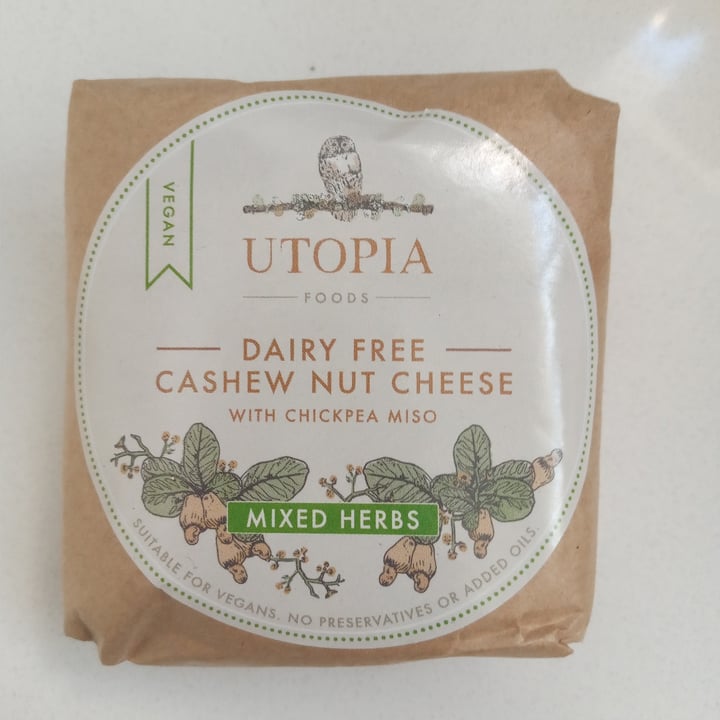 VEGAN
UTOPIA
FOODS
DAIRY FREE
CASHEW NUT CHEESE
WITH CHICKPEA MISO
MIXED HERBS
SUITABLE FOR VEGANS. NO PRESERVATIVES OR ADDED OILS.